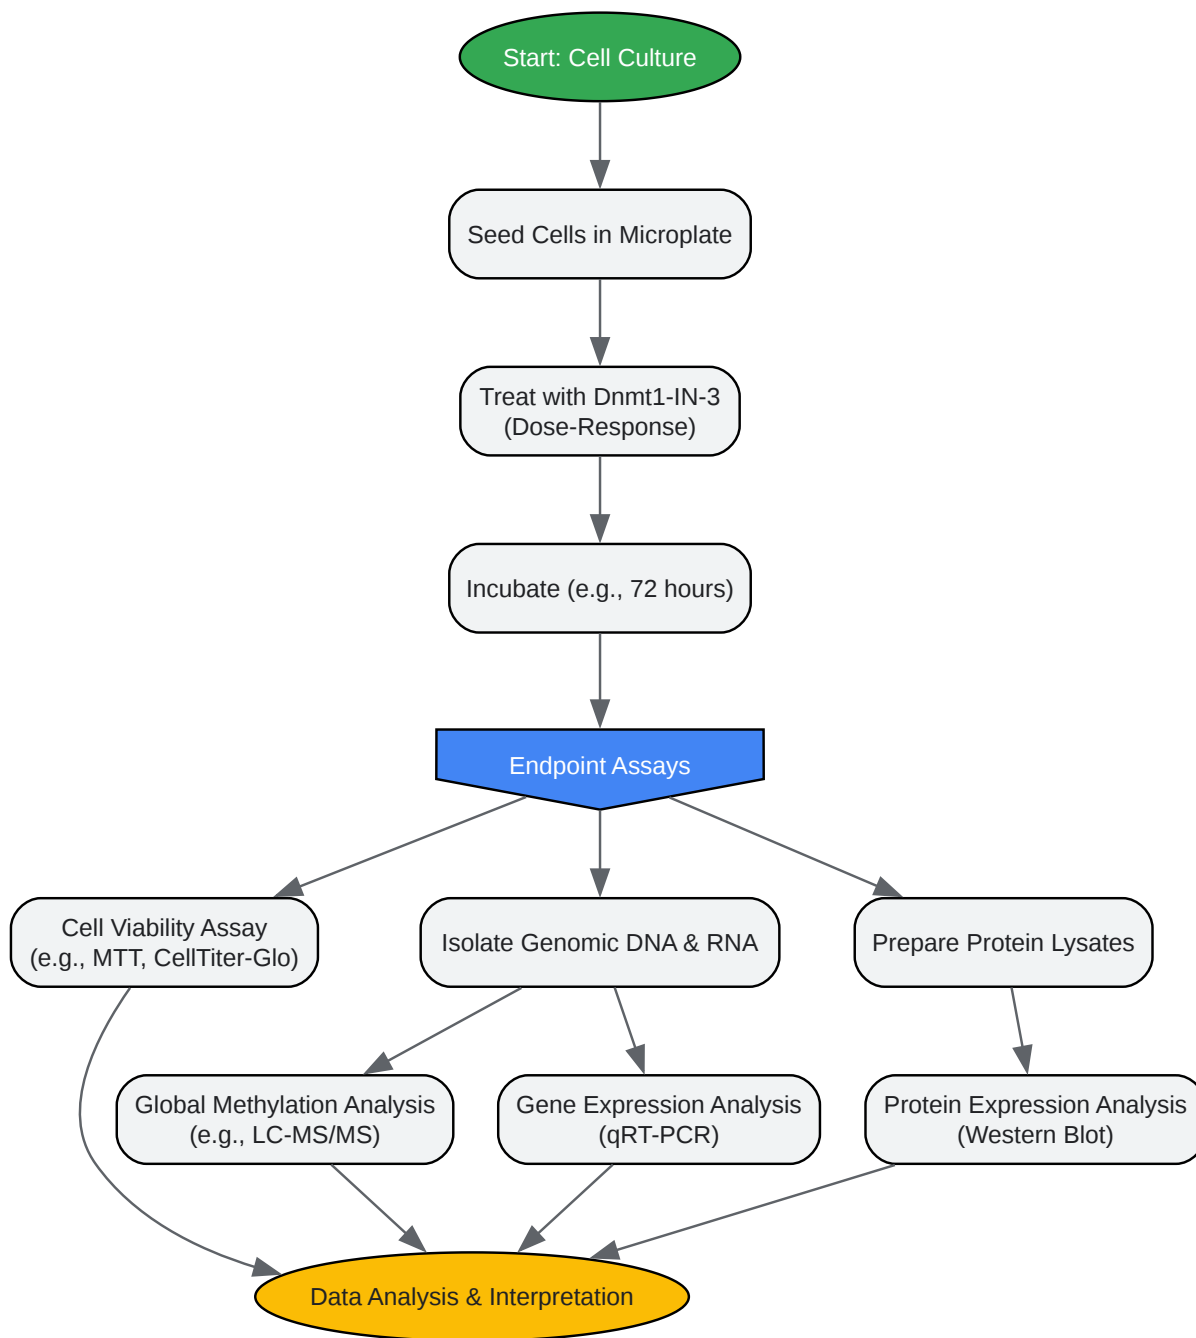 Start: Cell Culture
Seed Cells in Microplate
Treat with Dnmt1-IN-3
(Dose-Response)
Incubate (e.g., 72 hours)
Endpoint Assays
Cell Viability Assay
(e.g., MTT, CellTiter-Glo)
Isolate Genomic DNA & RNA
Prepare Protein Lysates
Global Methylation Analysis
(e.g., LC-MS/MS)
Gene Expression Analysis
(qRT-PCR)
Protein Expression Analysis
(Western Blot)
Data Analysis & Interpretation